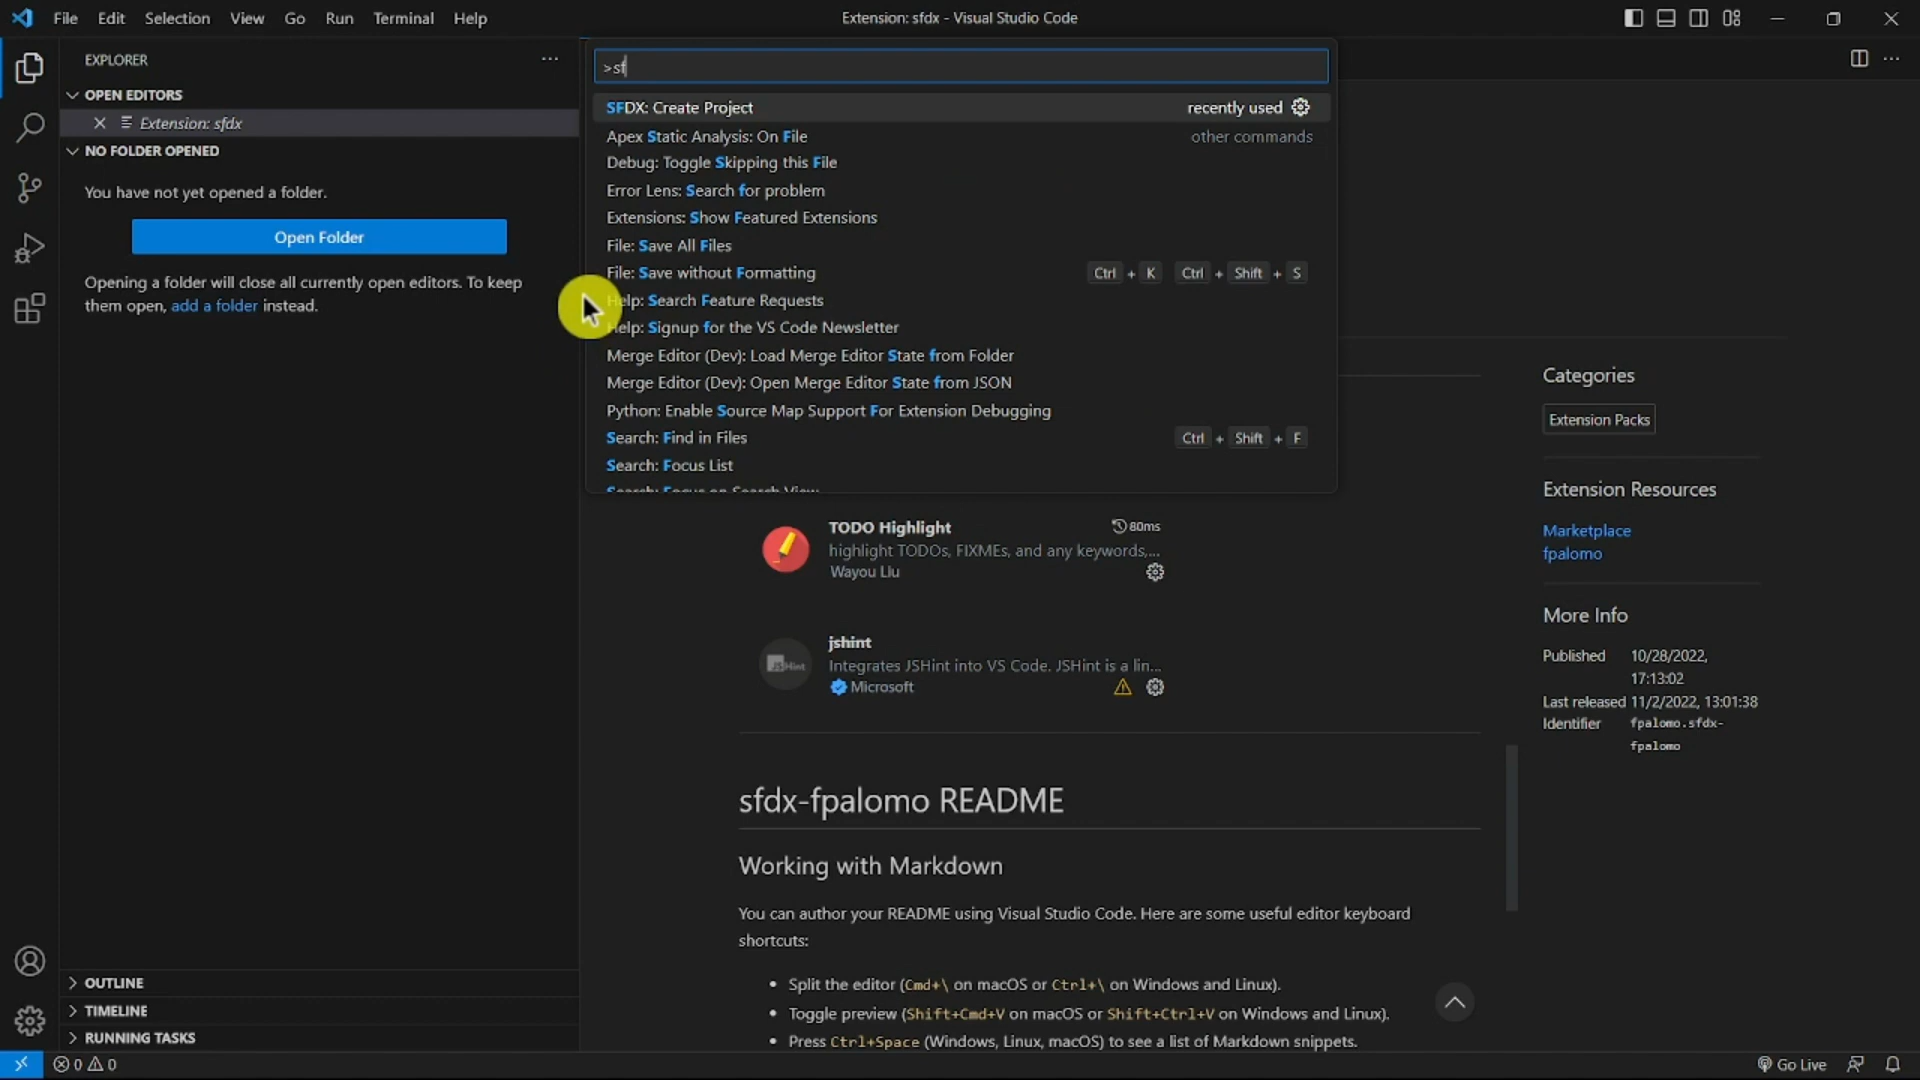 File Edit Selection View Go Run Terminal Help
Extension: sfdx - Visual Studio Code
EXPLORER
OPEN EDITORS
Extension: sfdx
NO FOLDER OPENED
You have not yet opened a folder.
Open Folder
Opening a folder will close all currently open editors. To keep
them open, add a folder instead.
OUTLINE
TIMELINE
RUNNING TASKS
>sf
SFDX: Create Project recently used
Apex Static Analysis: On File other commands
Debug: Toggle Skipping this File
Error Lens: Search for problem
Extensions: Show Featured Extensions
File: Save All Files
File: Save without Formatting Ctrl + K Ctrl + Shift + S
Help: Search Feature Requests
Help: Signup for the VS Code Newsletter
Merge Editor (Dev): Load Merge Editor State from Folder
Merge Editor (Dev): Open Merge Editor State from JSON
Python: Enable Source Map Support For Extension Debugging
Search: Find in Files Ctrl + Shift + F
Search: Focus List
Search: Focus on Search View
TODO Highlight 80ms
highlight TODOs, FIXMEs, and any keywords,...
Wayou Liu
jshint
JSHint
Integrates JSHint into VS Code. JSHint is a lin...
Microsoft
sfdx-fpalomo README
Working with Markdown
You can author your README using Visual Studio Code. Here are some useful editor keyboard
shortcuts:
• Split the editor (Cmd+\ on macOS or Ctrl+\ on Windows and Linux).
• Toggle preview (Shift+Cmd+V on macOS or Shift+Ctrl+V on Windows and Linux).
• Press Ctrl+Space (Windows, Linux, macOS) to see a list of Markdown snippets.
Categories
Extension Packs
Extension Resources
Marketplace
fpalomo
More Info
Published 10/28/2022,
17:13:02
Last released 11/2/2022, 13:01:38
Identifier fpalomo.sfdx-
fpalomo
0 0
Go Live